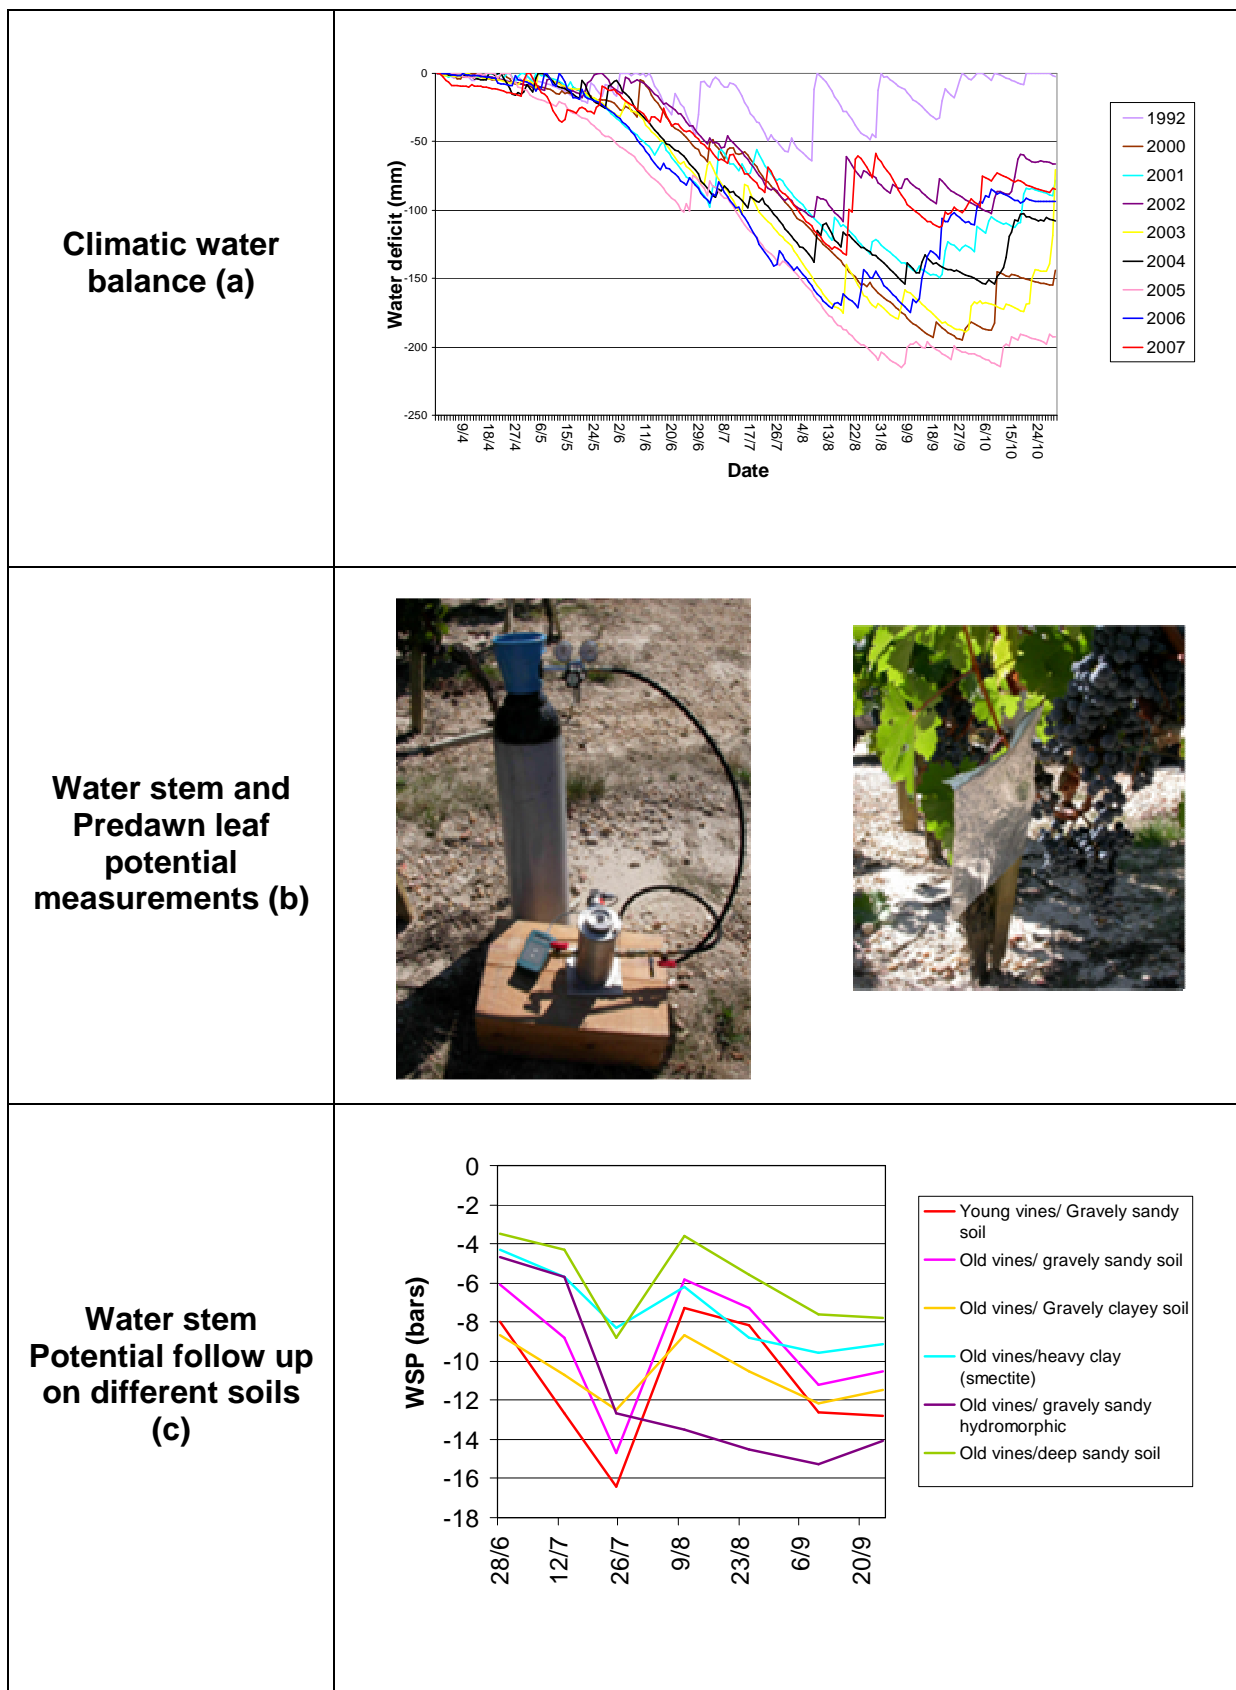 Climatic water
balance (a)
0
-50
-100
-150
-200
-250
Water deficit (mm)
9/4
18/4
27/4
6/5
15/5
24/5
2/6
11/6
20/6
29/6
8/7
17/7
26/7
4/8
13/8
22/8
31/8
9/9
18/9
27/9
6/10
15/10
24/10
Date
1992
2000
2001
2002
2003
2004
2005
2006
2007
Water stem and
Predawn leaf
potential
measurements (b)
Water stem
Potential follow up
on different soils
(c)
0
-2
-4
-6
-8
-10
-12
-14
-16
-18
WSP (bars)
28/6
12/7
26/7
9/8
23/8
6/9
20/9
Young vines/ Gravely sandy
soil
Old vines/ gravely sandy soil
Old vines/ Gravely clayey soil
Old vines/heavy clay
(smectite)
Old vines/ gravely sandy
hydromorphic
Old vines/deep sandy soil